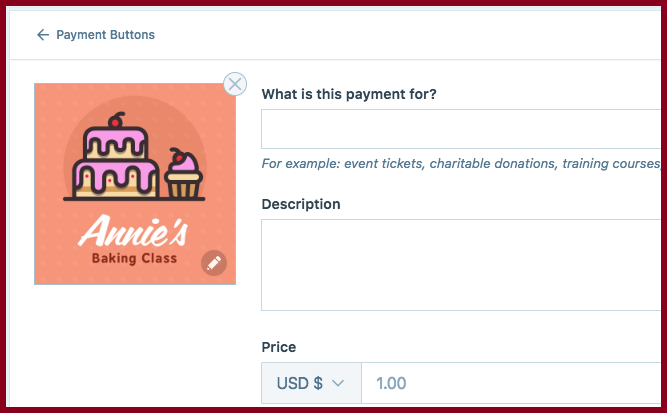 Payment Buttons
What is this payment for?
For example: event tickets, charitable donations, training courses,
Description
Annie's
Baking Class
Price
USD $
1.00